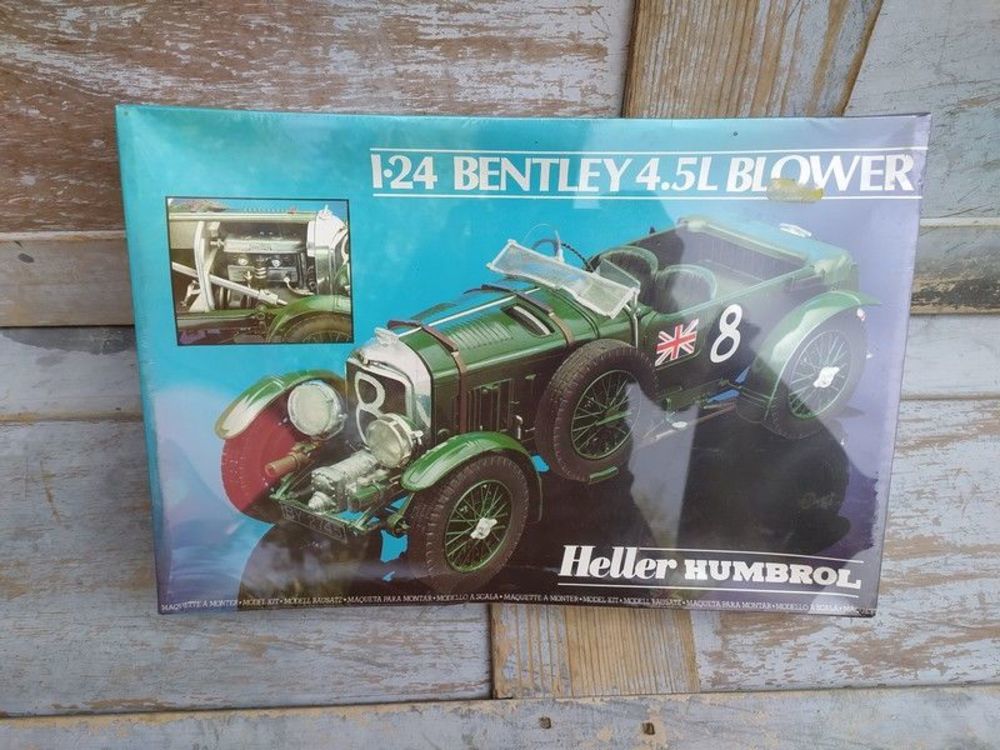 1:24 BENTLEY 4.5L BLOWER
8
8
Heller HUMBROL
MAQUETTE A MONTER • MODEL KIT • MODELL BAUSATZ • MAQUETA PARA MONTAR • MODELLO A SCALA • MAQUETTE A MONTER • MODEL KIT • MODELL BAUSATZ • MAQUETA PARA MONTAR • MODELLO A SCALA •